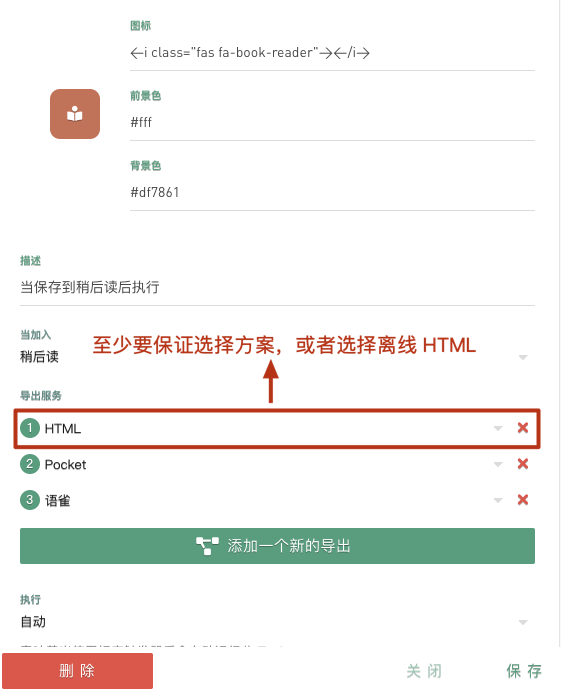 图标
<i class="fas fa-book-reader"></i>
前景色
#fff
背景色
#df7861
描述
当保存到稍后读后执行
当加入
稍后读
至少要保证选择方案，或者选择离线 HTML
导出服务
1 HTML
2 Pocket
3 语雀
添加一个新的导出
执行
自动
删除 关闭 保存